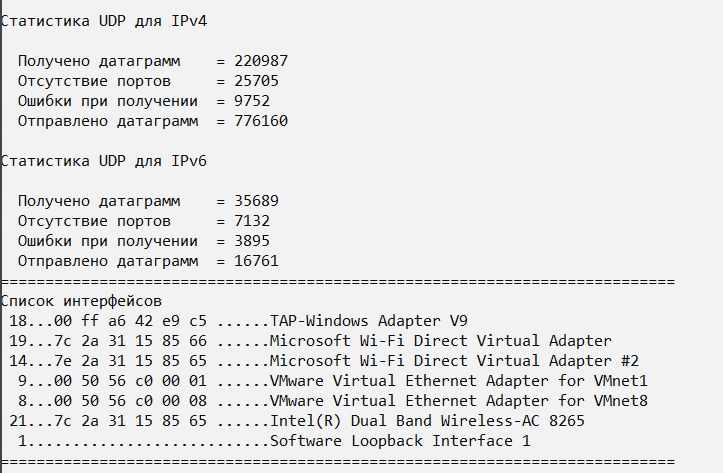 Статистика UDP для IPv4
Получено датаграмм = 220987
Отсутствие портов = 25705
Ошибки при получении = 9752
Отправлено датаграмм = 776160
Статистика UDP для IPv6
Получено датаграмм = 35689
Отсутствие портов = 7132
Ошибки при получении = 3895
Отправлено датаграмм = 16761
===========================================================================
Список интерфейсов
18...00 ff a6 42 e9 c5 ......TAP-Windows Adapter V9
19...7c 2a 31 15 85 66 ......Microsoft Wi-Fi Direct Virtual Adapter
14...7e 2a 31 15 85 65 ......Microsoft Wi-Fi Direct Virtual Adapter #2
9...00 50 56 c0 00 01 ......VMware Virtual Ethernet Adapter for VMnet1
8...00 50 56 c0 00 08 ......VMware Virtual Ethernet Adapter for VMnet8
21...7c 2a 31 15 85 65 ......Intel(R) Dual Band Wireless-AC 8265
1...........................Software Loopback Interface 1
===========================================================================